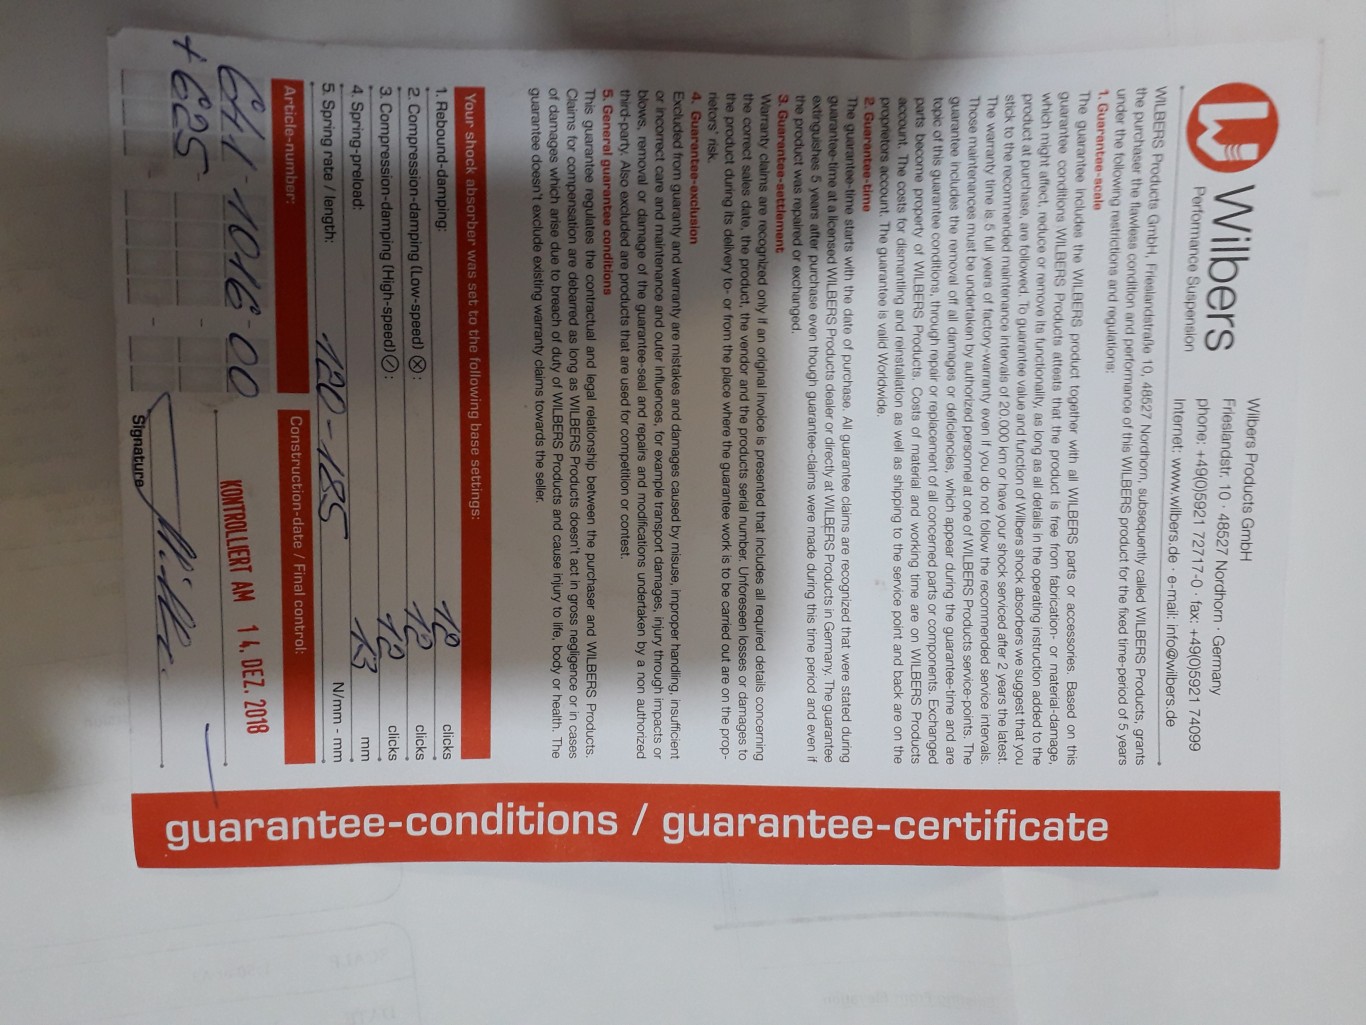 Wilbers
Performance Suspension
Wilbers Products GmbH
Frieslandstr. 10 · 48527 Nordhorn · Germany
phone: +49(0)5921 72717-0 · fax: +49(0)5921 74099
Internet: www.wilbers.de · e-mail: info@wilbers.de
WILBERS Products GmbH, Frieslandstraße 10, 48527 Nordhorn, subsequently called WILBERS Products, grants
the purchaser the flawless condition and performance of this WILBERS product for the fixed time-period of 5 years
under the following restrictions and regulations:
1. Guarantee-scale
The guarantee includes the WILBERS product together with all WILBERS parts or accessories. Based on this
guarantee conditions WILBERS Products attests that the product is free from fabrication- or material-damage,
which might affect, reduce or remove its functionality, as long as all details in the operating instruction added to the
product at purchase, are followed. To guarantee value and function of Wilbers shock absorbers we suggest that you
stick to the recommended maintenance intervals of 20.000 km or have your shock serviced after 2 years the latest.
The warranty time is 5 full years of factory-warranty even if you do not follow the recommended service intervals.
Those maintenances must be undertaken by authorized personnel at one of WILBERS Products service-points. The
guarantee includes the removal off all damages or deficiencies, which appear during the guarantee-time and are
topic of this guarantee conditions, through repair or replacement of all concerned parts or components. Exchanged
parts become property of WILBERS Products. Costs of material and working time are on WILBERS Products
account. The costs for dismantling and reinstallation as well as shipping to the service point and back are on the
proprietors account. The guarantee is valid Worldwide.
2. Guarantee-time
The guarantee-time starts with the date of purchase. All guarantee claims are recognized that were stated during
guarantee-time at a licensed WILBERS Products dealer or directly at WILBERS Products in Germany. The guarantee
extinguishes 5 years after purchase even though guarantee-claims were made during this time period and even if
the product was repaired or exchanged.
3. Guarantee-settlement
Warranty claims are recognized only if an original invoice is presented that includes all required details concerning
the correct sales date, the product, the vendor and the products serial number. Unforeseen losses or damages to
the product during its delivery to- or from the place where the guarantee work is to be carried out are on the prop-
rietors' risk.
4. Guarantee-exclusion
Excluded from guaranty and warranty are mistakes and damages caused by misuse, improper handling, insufficient
or incorrect care and maintenance and outer influences, for example transport damages, injury through impacts or
blows, removal or damage of the guarantee-seal and repairs and modifications undertaken by a non authorized
third-party. Also excluded are products that are used for competition or contest.
5. General guarantee conditions
This guarantee regulates the contractual and legal relationship between the purchaser and WILBERS Products.
Claims for compensation are debarred as long as WILBERS Products doesn't act in gross negligence or in cases
of damages which arise due to breach of duty of WILBERS Products and cause injury to life, body or health. The
guarantee doesn't exclude existing warranty claims towards the seller.
Your shock absorber was set to the following base settings:
1. Rebound-damping: 12 clicks
2. Compression-damping (Low-speed) ⊗: 12 clicks
3. Compression-damping (High-speed) ⊘: 12 clicks
4. Spring-preload: 13 mm
5. Spring rate / length: 120-185 N/mm - mm
Article-number: Construction-date / Final control:
641-1016-00 KONTROLLIERT AM 14. DEZ. 2018
+625
Signature
guarantee-conditions / guarantee-certificate